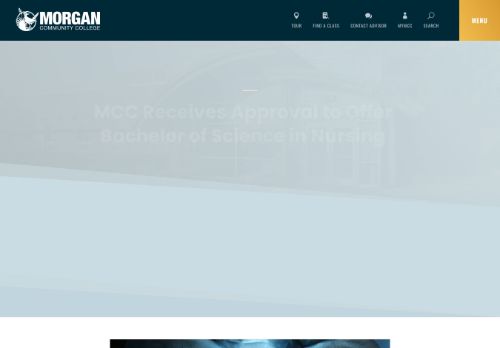 MORGAN
COMMUNITY COLLEGE
TOUR
FIND A CLASS
CONTACT ADVISOR
MYMCC
SEARCH
MENU
MCC Receives Approval to Offer
Bachelor of Science in Nursing